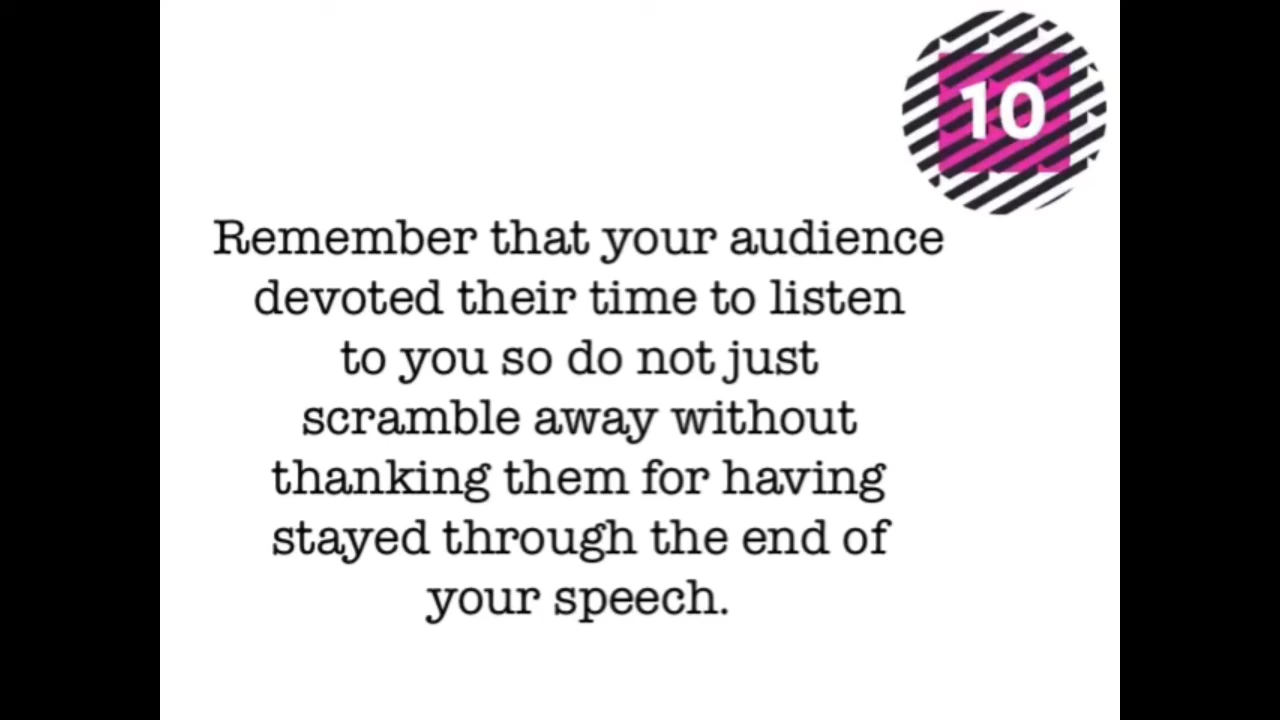 10
Remember that your audience
devoted their time to listen
to you so do not just
scramble away without
thanking them for having
stayed through the end of
your speech.